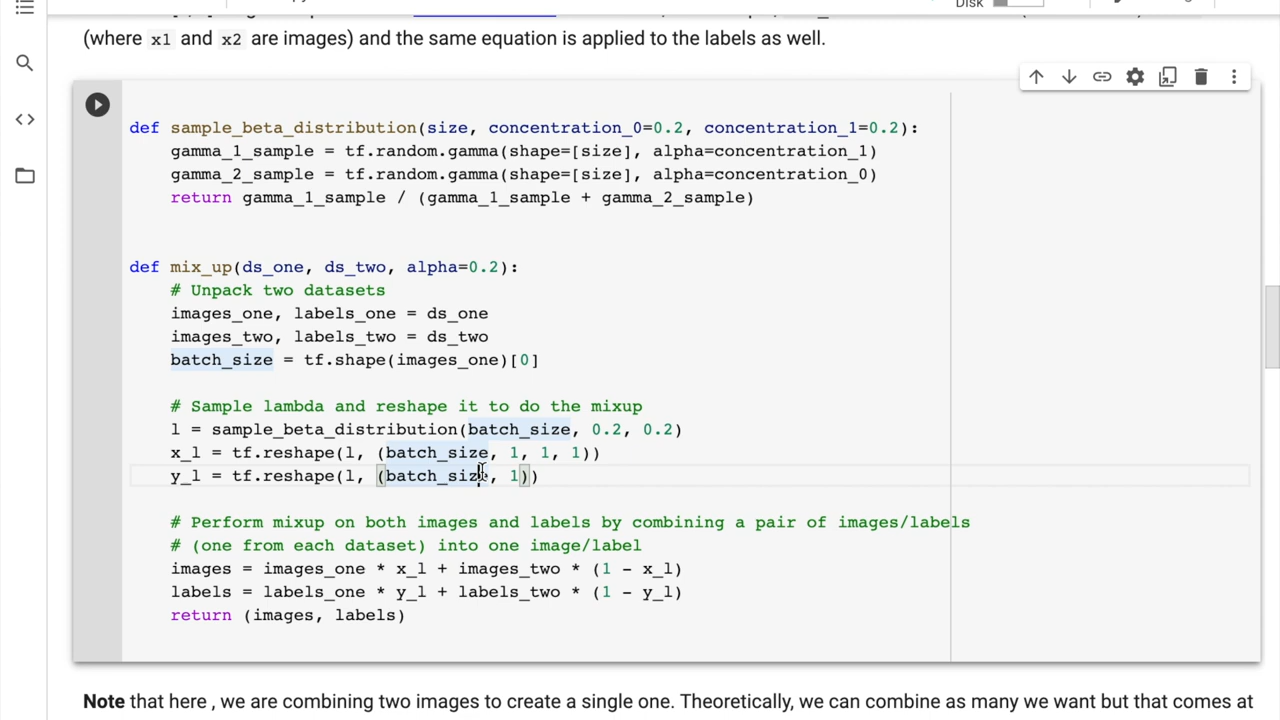 Disk
(where x1 and x2 are images) and the same equation is applied to the labels as well.
def sample_beta_distribution(size, concentration_0=0.2, concentration_1=0.2):
gamma_1_sample = tf.random.gamma(shape=[size], alpha=concentration_1)
gamma_2_sample = tf.random.gamma(shape=[size], alpha=concentration_0)
return gamma_1_sample / (gamma_1_sample + gamma_2_sample)
def mix_up(ds_one, ds_two, alpha=0.2):
# Unpack two datasets
images_one, labels_one = ds_one
images_two, labels_two = ds_two
batch_size = tf.shape(images_one)[0]
# Sample lambda and reshape it to do the mixup
l = sample_beta_distribution(batch_size, 0.2, 0.2)
x_l = tf.reshape(l, (batch_size, 1, 1, 1))
y_l = tf.reshape(l, (batch_size, 1))
# Perform mixup on both images and labels by combining a pair of images/labels
# (one from each dataset) into one image/label
images = images_one * x_l + images_two * (1 - x_l)
labels = labels_one * y_l + labels_two * (1 - y_l)
return (images, labels)
Note that here , we are combining two images to create a single one. Theoretically, we can combine as many we want but that comes at